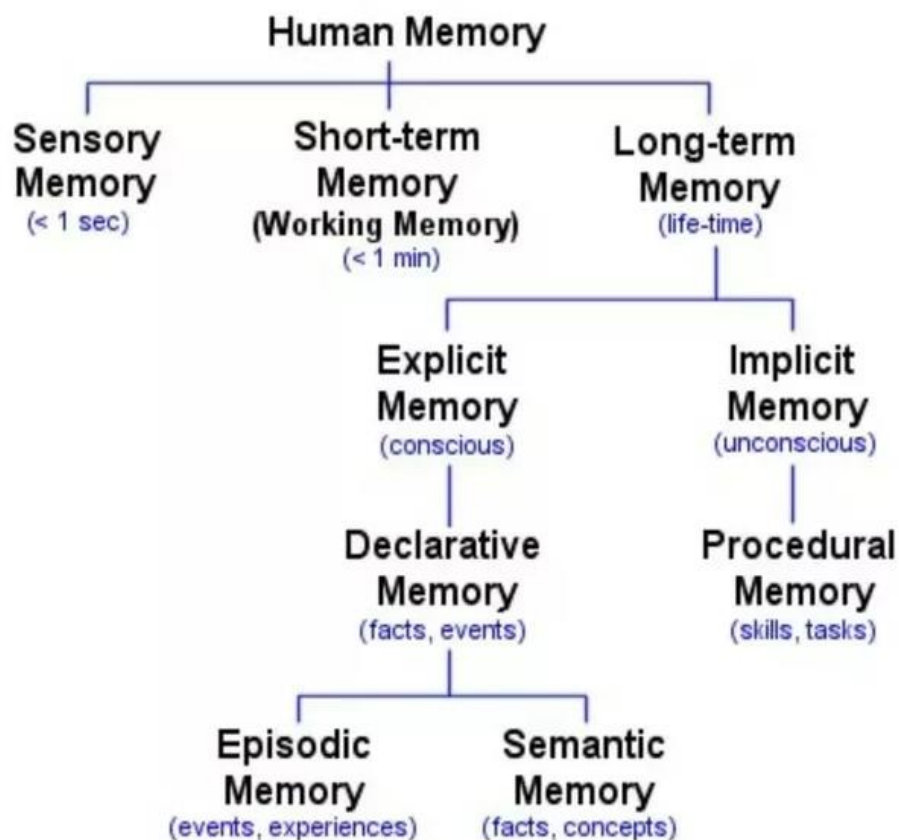 Human Memory
Sensory
Memory
(< 1 sec)
Short-term
Memory
(Working Memory)
(< 1 min)
Long-term
Memory
(life-time)
Explicit
Memory
(conscious)
Implicit
Memory
(unconscious)
Declarative
Memory
(facts, events)
Procedural
Memory
(skills, tasks)
Episodic
Memory
(events, experiences)
Semantic
Memory
(facts, concepts)